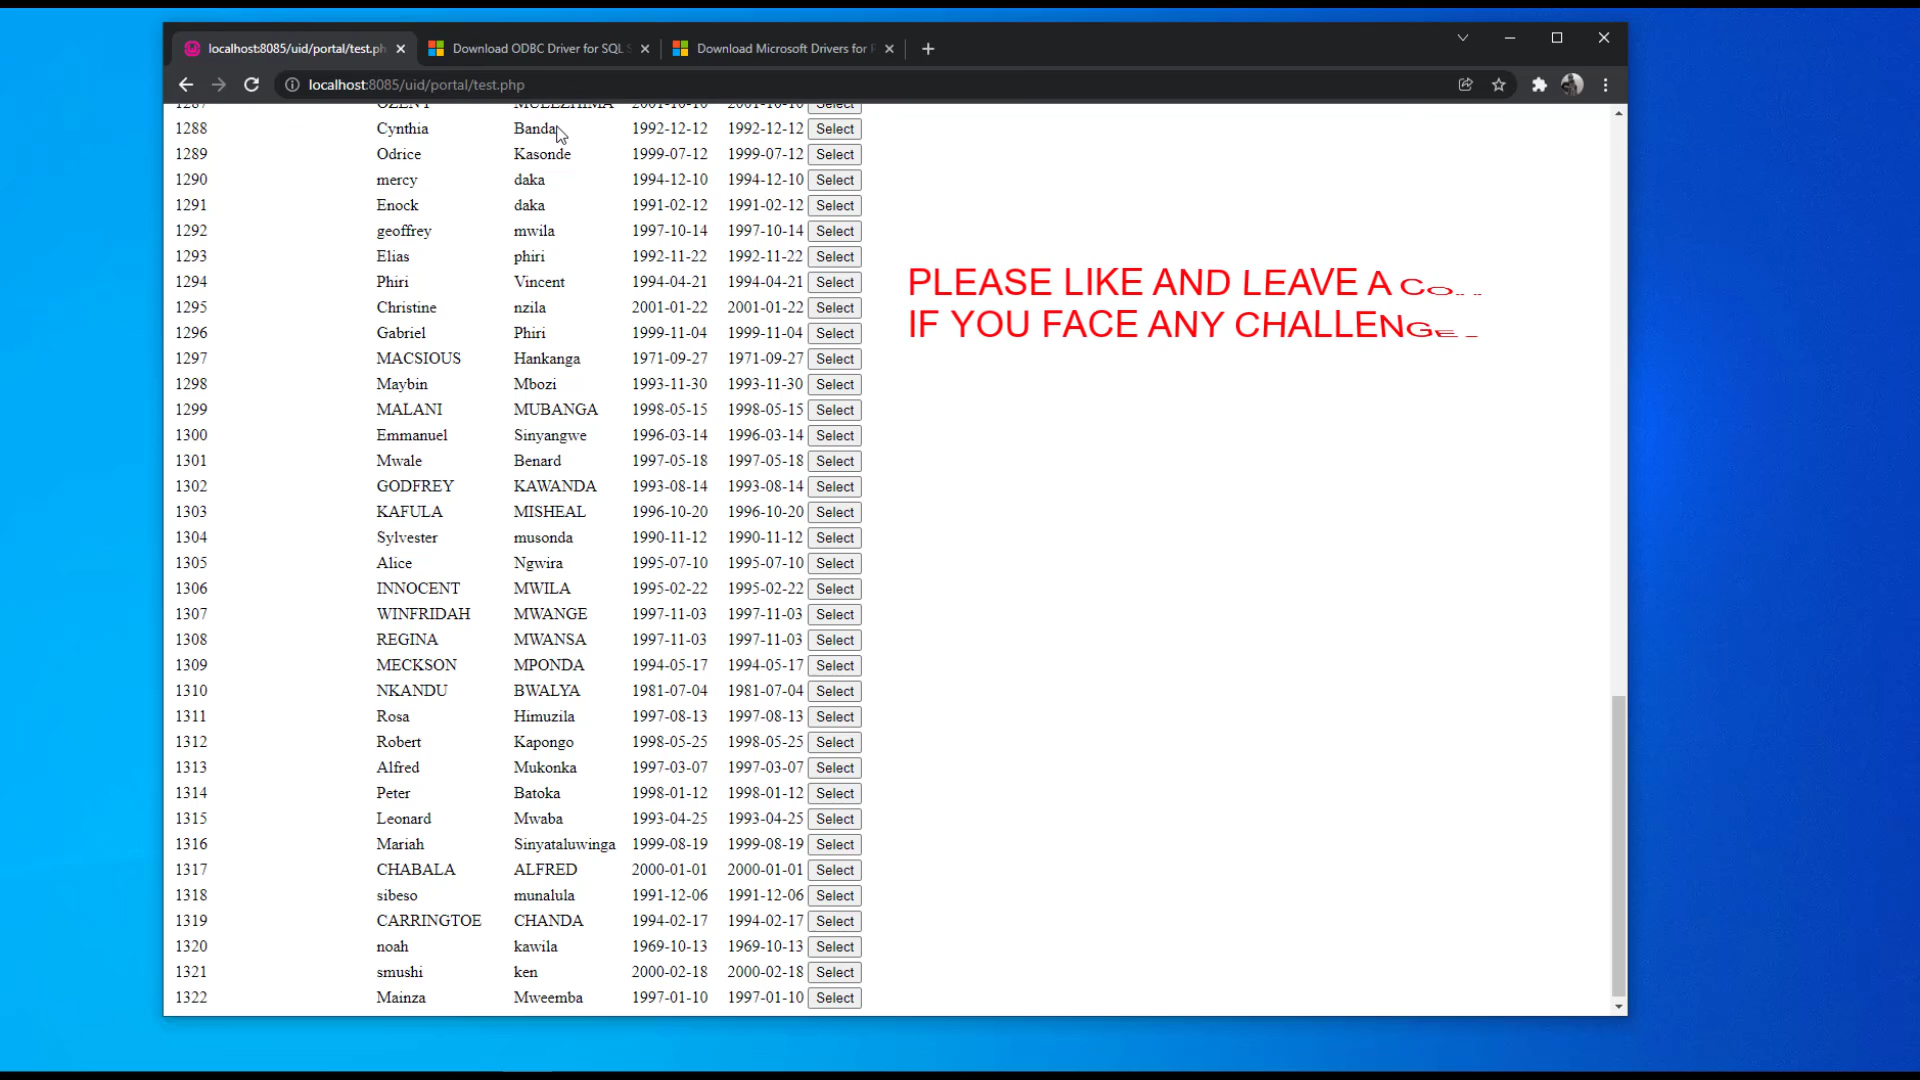 localhost:8085/uid/portal/test.ph
Download ODBC Driver for SQL
Download Microsoft Drivers for
localhost:8085/uid/portal/test.php
1288 Cynthia Banda 1992-12-12 1992-12-12 Select
1289 Odrice Kasonde 1999-07-12 1999-07-12 Select
1290 mercy daka 1994-12-10 1994-12-10 Select
1291 Enock daka 1991-02-12 1991-02-12 Select
1292 geoffrey mwila 1997-10-14 1997-10-14 Select
1293 Elias phiri 1992-11-22 1992-11-22 Select
1294 Phiri Vincent 1994-04-21 1994-04-21 Select
1295 Christine nzila 2001-01-22 2001-01-22 Select
1296 Gabriel Phiri 1999-11-04 1999-11-04 Select
1297 MACSIOUS Hankanga 1971-09-27 1971-09-27 Select
1298 Maybin Mbozi 1993-11-30 1993-11-30 Select
1299 MALANI MUBANGA 1998-05-15 1998-05-15 Select
1300 Emmanuel Sinyangwe 1996-03-14 1996-03-14 Select
1301 Mwale Benard 1997-05-18 1997-05-18 Select
1302 GODFREY KAWANDA 1993-08-14 1993-08-14 Select
1303 KAFULA MISHEAL 1996-10-20 1996-10-20 Select
1304 Sylvester musonda 1990-11-12 1990-11-12 Select
1305 Alice Ngwira 1995-07-10 1995-07-10 Select
1306 INNOCENT MWILA 1995-02-22 1995-02-22 Select
1307 WINFRIDAH MWANGE 1997-11-03 1997-11-03 Select
1308 REGINA MWANSA 1997-11-03 1997-11-03 Select
1309 MECKSON MPONDA 1994-05-17 1994-05-17 Select
1310 NKANDU BWALYA 1981-07-04 1981-07-04 Select
1311 Rosa Himuzila 1997-08-13 1997-08-13 Select
1312 Robert Kapongo 1998-05-25 1998-05-25 Select
1313 Alfred Mukonka 1997-03-07 1997-03-07 Select
1314 Peter Batoka 1998-01-12 1998-01-12 Select
1315 Leonard Mwaba 1993-04-25 1993-04-25 Select
1316 Mariah Sinyataluwinga 1999-08-19 1999-08-19 Select
1317 CHABALA ALFRED 2000-01-01 2000-01-01 Select
1318 sibeso munalula 1991-12-06 1991-12-06 Select
1319 CARRINGTOE CHANDA 1994-02-17 1994-02-17 Select
1320 noah kawila 1969-10-13 1969-10-13 Select
1321 smushi ken 2000-02-18 2000-02-18 Select
1322 Mainza Mweemba 1997-01-10 1997-01-10 Select
PLEASE LIKE AND LEAVE A
IF YOU FACE ANY